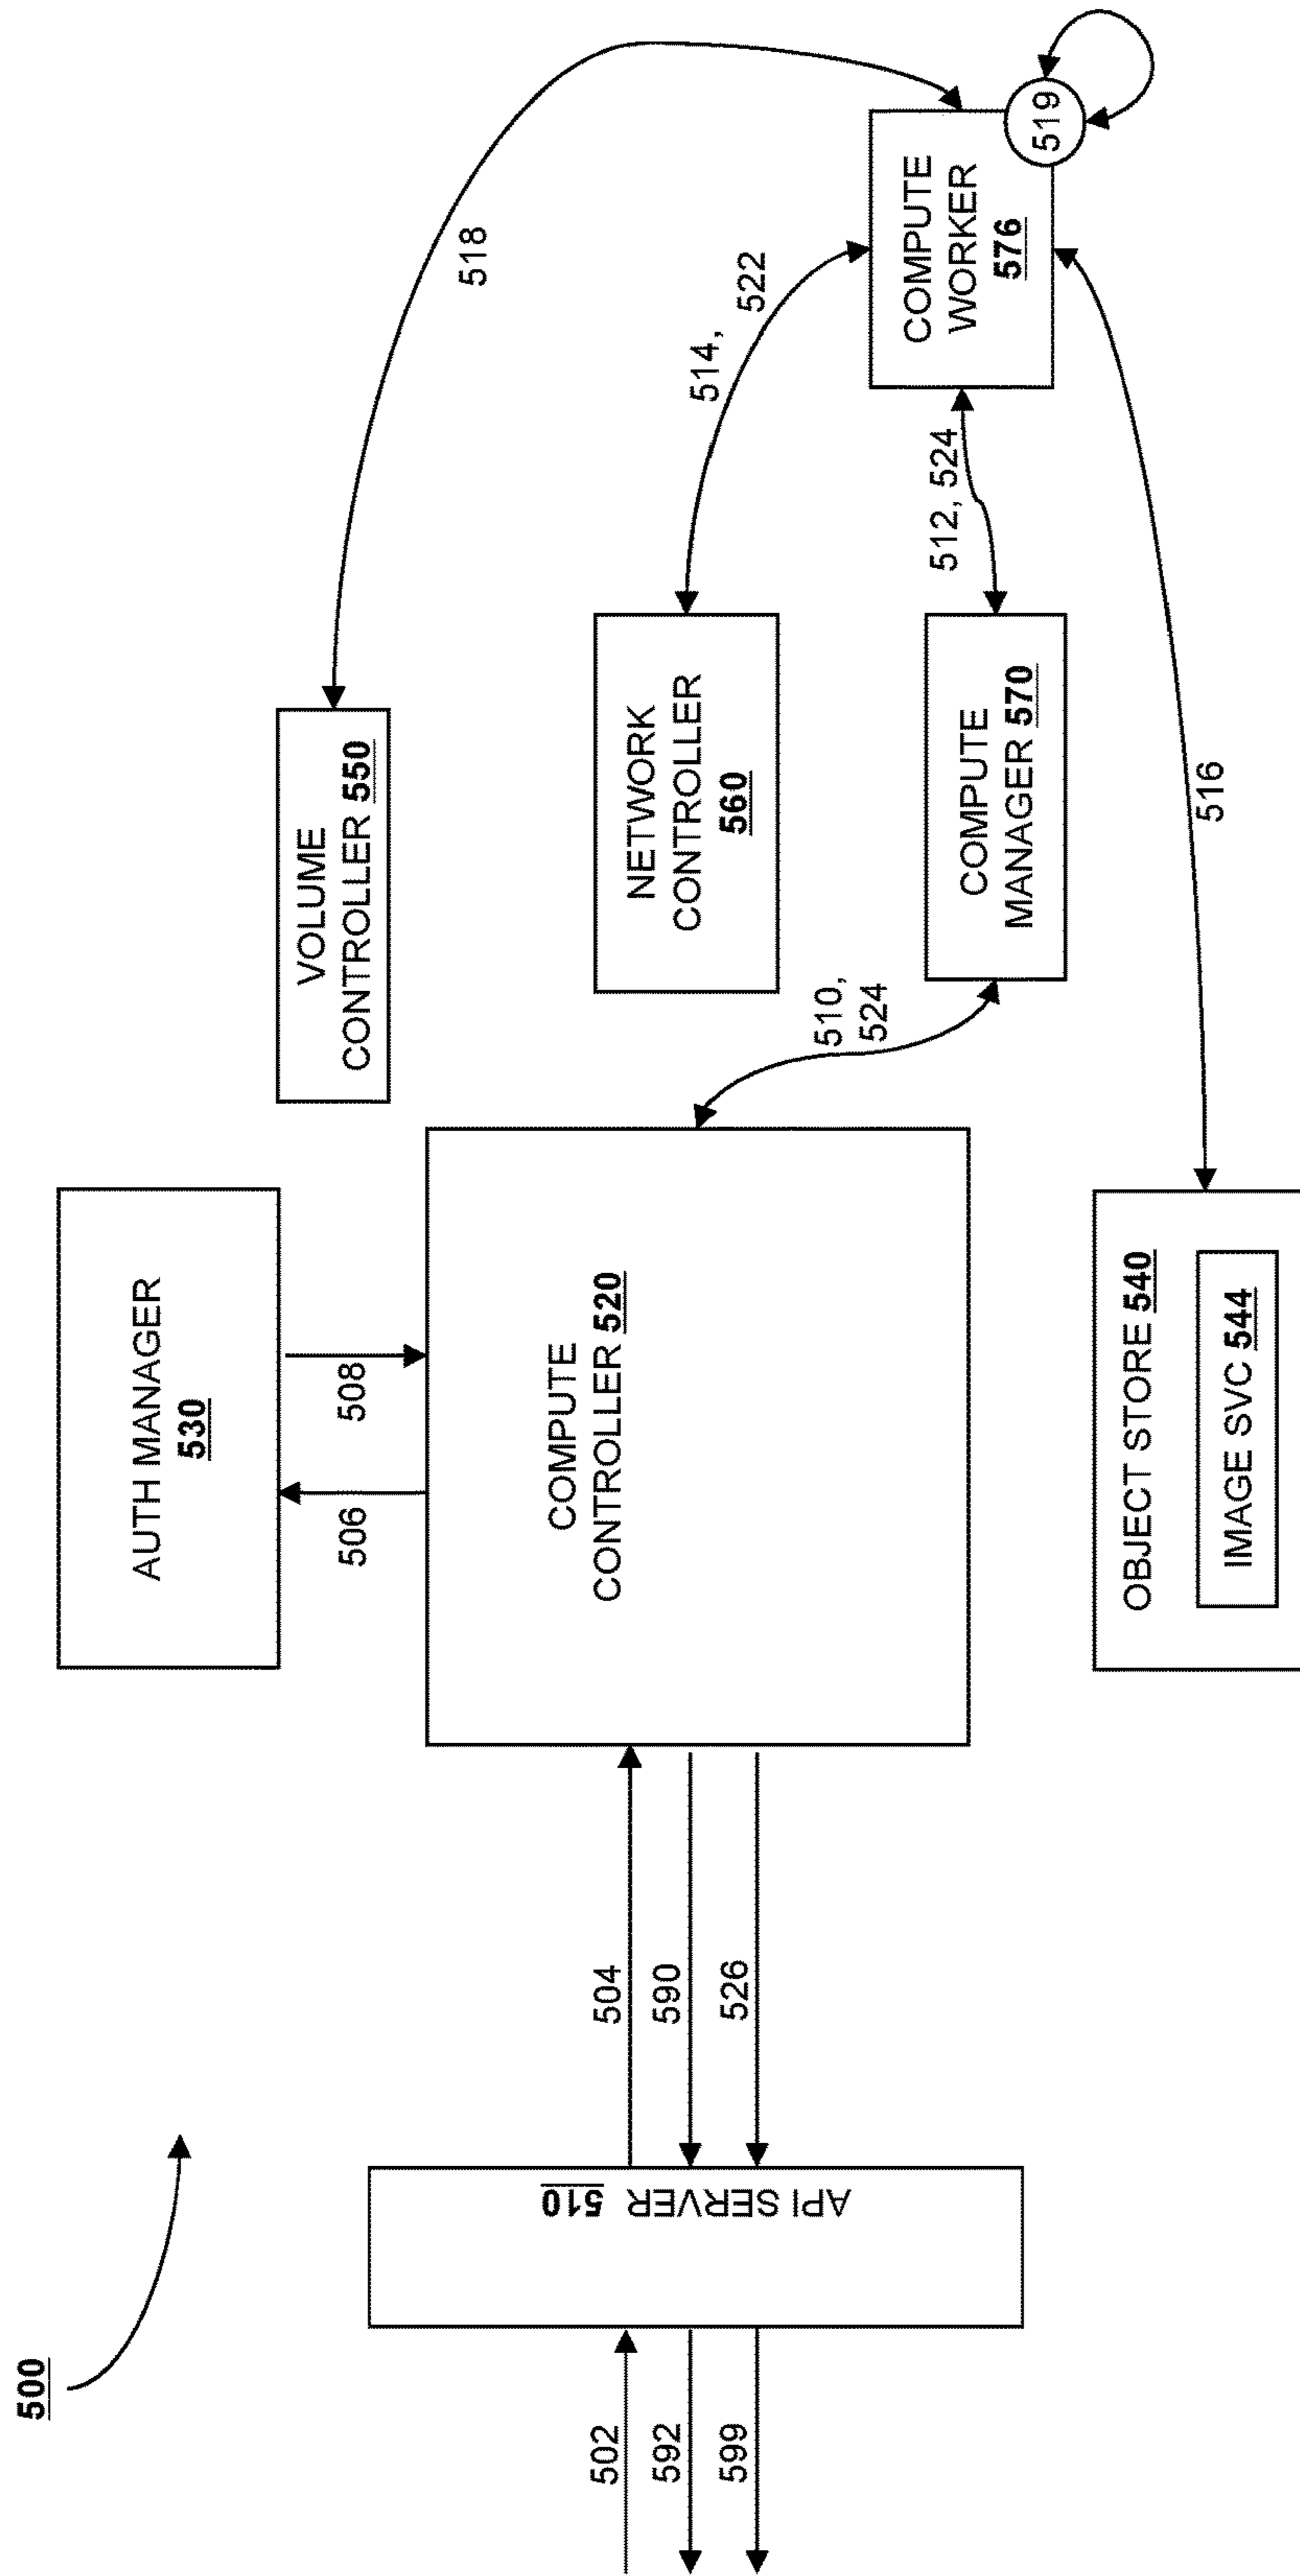 500
AUTH MANAGER
530
506
508
VOLUME
CONTROLLER 550
518
502
592
599
API SERVER 510
504
590
526
COMPUTE
CONTROLLER 520
510,
524
NETWORK
CONTROLLER
560
514,
522
COMPUTE
MANAGER 570
512, 524
COMPUTE
WORKER
576
519
OBJECT STORE 540
IMAGE SVC 544
516